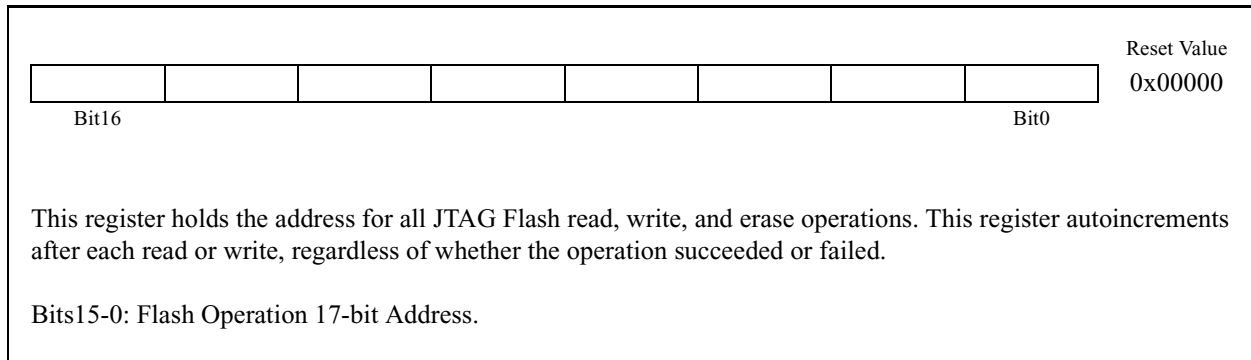 Reset Value
0x00000
Bit16 Bit0
This register holds the address for all JTAG Flash read, write, and erase operations. This register autoincrements
after each read or write, regardless of whether the operation succeeded or failed.
Bits15-0: Flash Operation 17-bit Address.